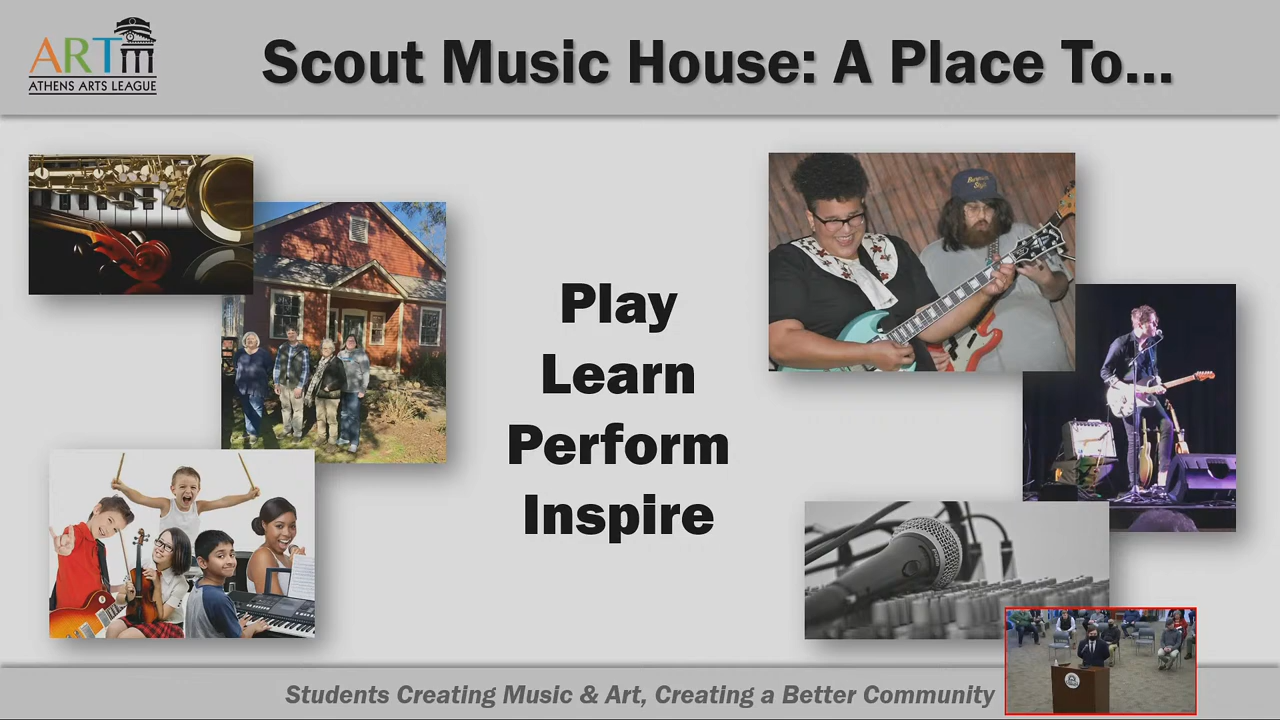 ART
ATHENS ARTS LEAGUE
Scout Music House: A Place To...
Play
Learn
Perform
Inspire
Students Creating Music & Art, Creating a Better Community